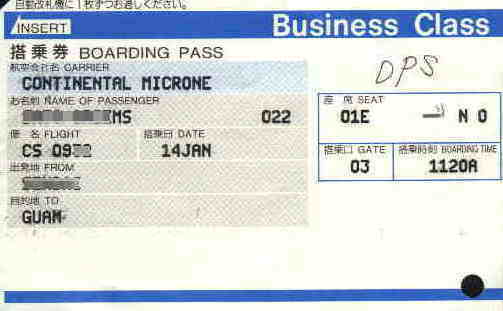 自動改札機に1枚ずつお通しください。
INSERT
Business Class
搭乗券 BOARDING PASS
航空会社名 CARRIER
CONTINENTAL MICRONE
DPS
お名前 NAME OF PASSENGER
MS 022
座 席 SEAT
01E N O
便 名 FLIGHT 搭乗日 DATE
CS 09 14JAN
搭乗口 GATE 搭乗時刻 BOARDING TIME
03 1120A
出発地 FROM
目的地 TO
GUAM